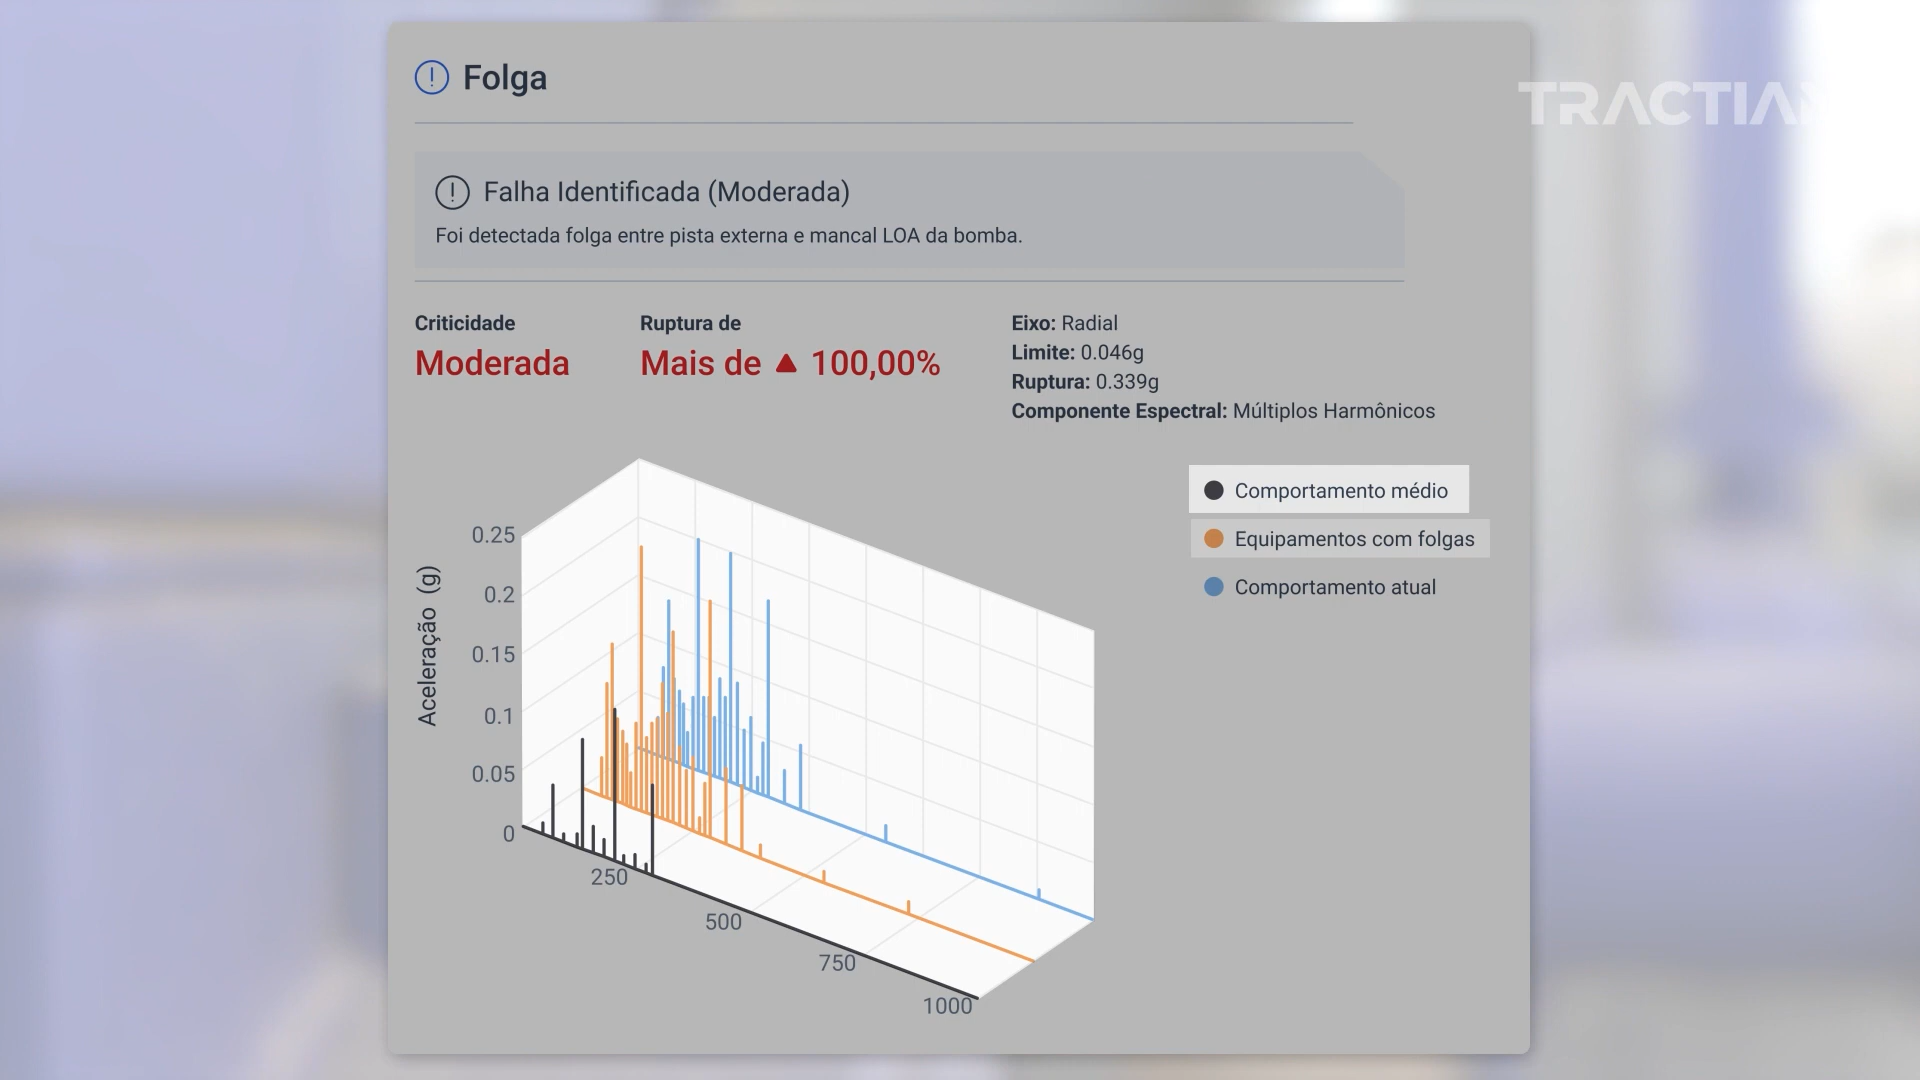 Folga
TRACTIAN
Falha Identificada (Moderada)
Foi detectada folga entre pista externa e mancal LOA da bomba.
Criticidade
Moderada
Ruptura de
Mais de ▲ 100,00%
Eixo: Radial
Limite: 0.046g
Ruptura: 0.339g
Componente Espectral: Múltiplos Harmônicos
Comportamento médio
Equipamentos com folgas
Comportamento atual
Aceleração (g)
0.25
0.2
0.15
0.1
0.05
0
250
500
750
1000